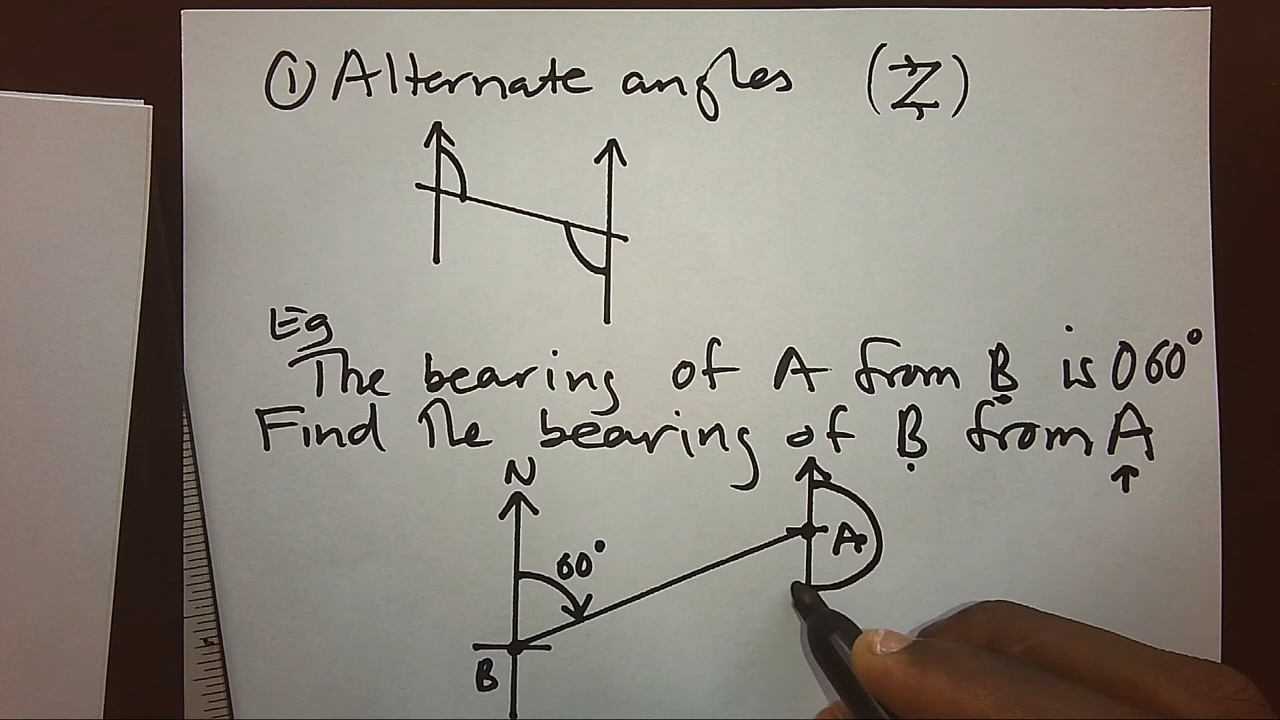 ① Alternate angles (Z)
Eg
The bearing of A from B is 060°
Find the bearing of B from A
N
60°
A
B